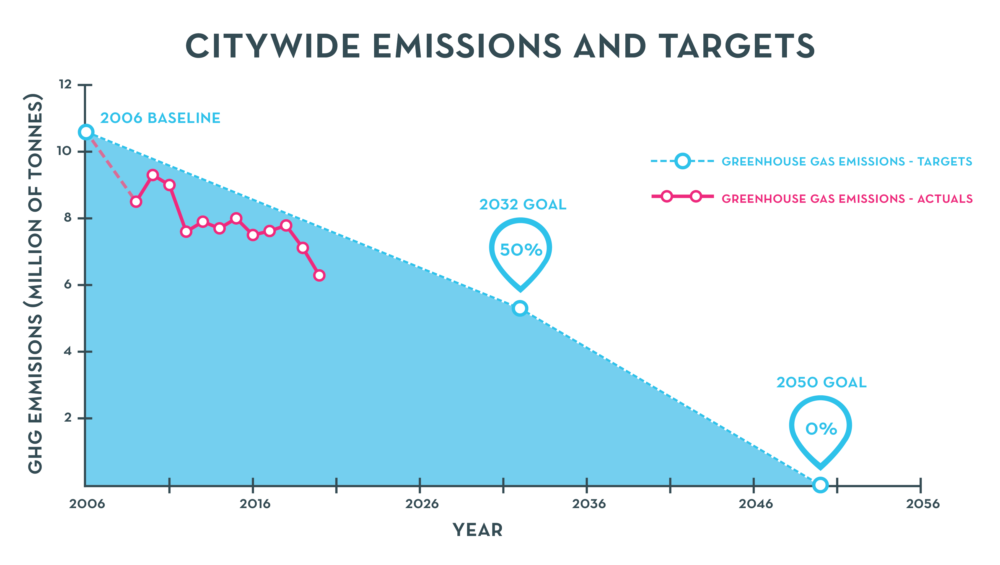 CITYWIDE EMISSIONS AND TARGETS
GHG EMMISIONS (MILLION OF TONNES)
12
10
8
6
4
2
2006 BASELINE
GREENHOUSE GAS EMISSIONS - TARGETS
GREENHOUSE GAS EMISSIONS - ACTUALS
2032 GOAL
50%
2050 GOAL
0%
2006 2016 2026 2036 2046 2056
YEAR